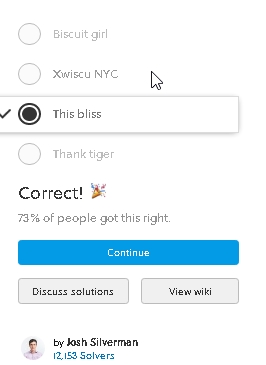 Biscuit girl
Xwiscu NYC
This bliss
Thank tiger
Correct! 🎉
73% of people got this right.
Continue
Discuss solutions
View wiki
by Josh Silverman
12,153 Solvers